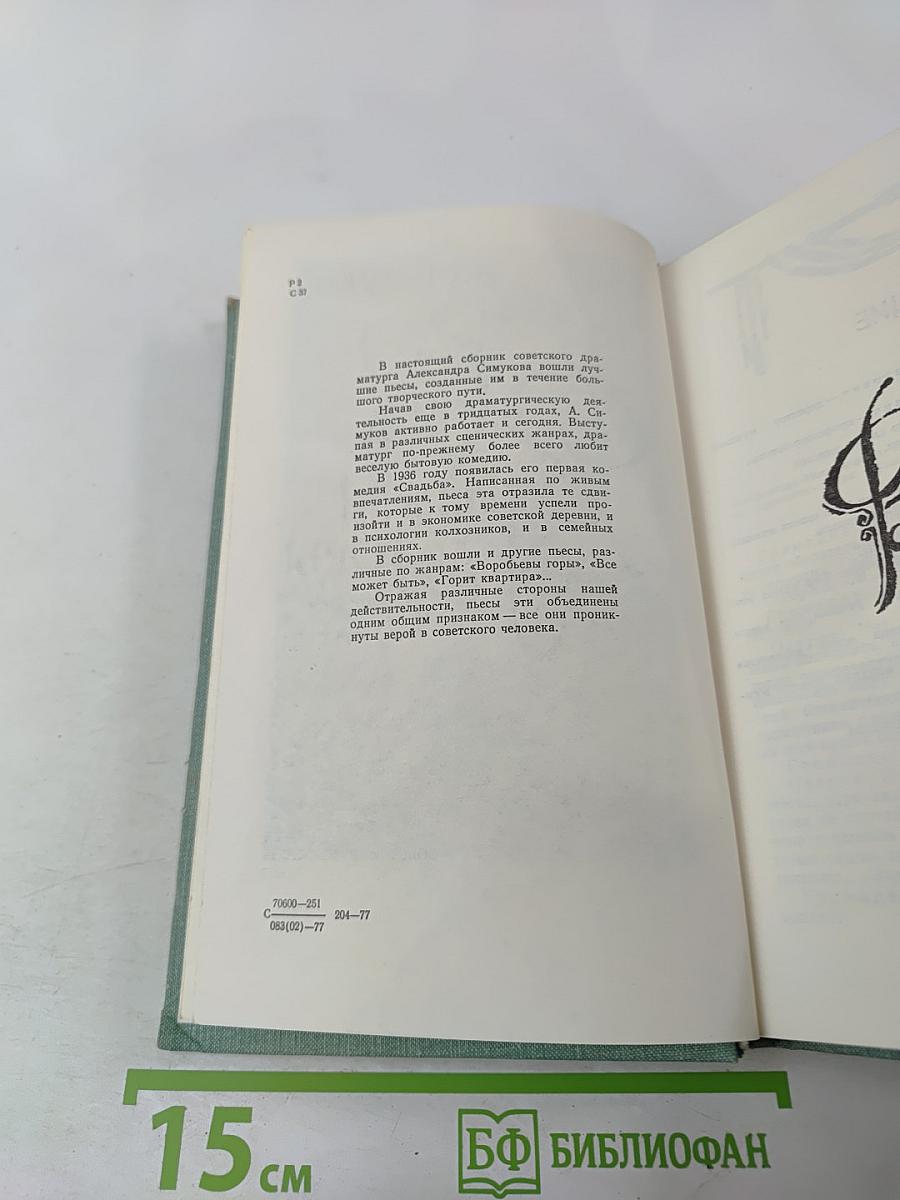 Р 2
С 37
В настоящий сборник советского дра-
матурга Александра Симукова вошли луч-
шие пьесы, созданные им в течение боль-
шого творческого пути.
Начав свою драматургическую дея-
тельность еще в тридцатых годах, А. Си-
муков активно работает и сегодня. Высту-
пая в различных сценических жанрах, дра-
матург по-прежнему более всего любит
веселую бытовую комедию.
В 1936 году появилась его первая ко-
медия «Свадьба». Написанная по живым
впечатлениям, пьеса эта отразила те сдви-
ги, которые к тому времени успели про-
изойти и в экономике советской деревни, и
в психологии колхозников, и в семейных
отношениях.
В сборник вошли и другие пьесы, раз-
личные по жанрам: «Воробьевы горы», «Все
может быть», «Горит квартира»...
Отражая различные стороны нашей
действительности, пьесы эти объединены
одним общим признаком — все они проник-
нуты верой в советского человека.
70600—251
С 204—77
083(02)—77
15 см
БФ БИБЛИОФАН